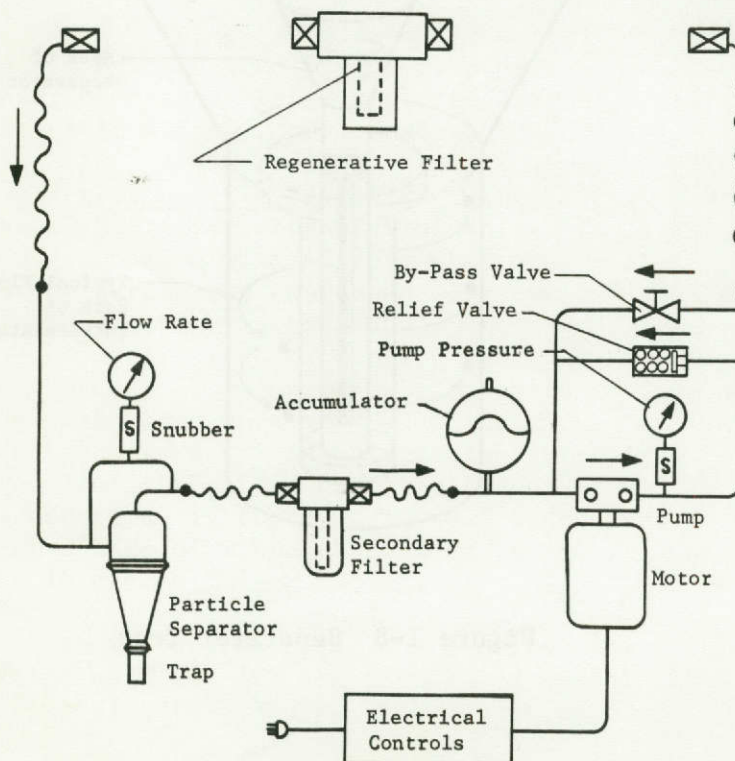 Regenerative Filter
By-Pass Valve
Flow Rate
Relief Valve
Pump Pressure
Accumulator
S
Snubber
S
Pump
Secondary
Filter
Motor
Particle
Separator
Trap
Electrical
Controls